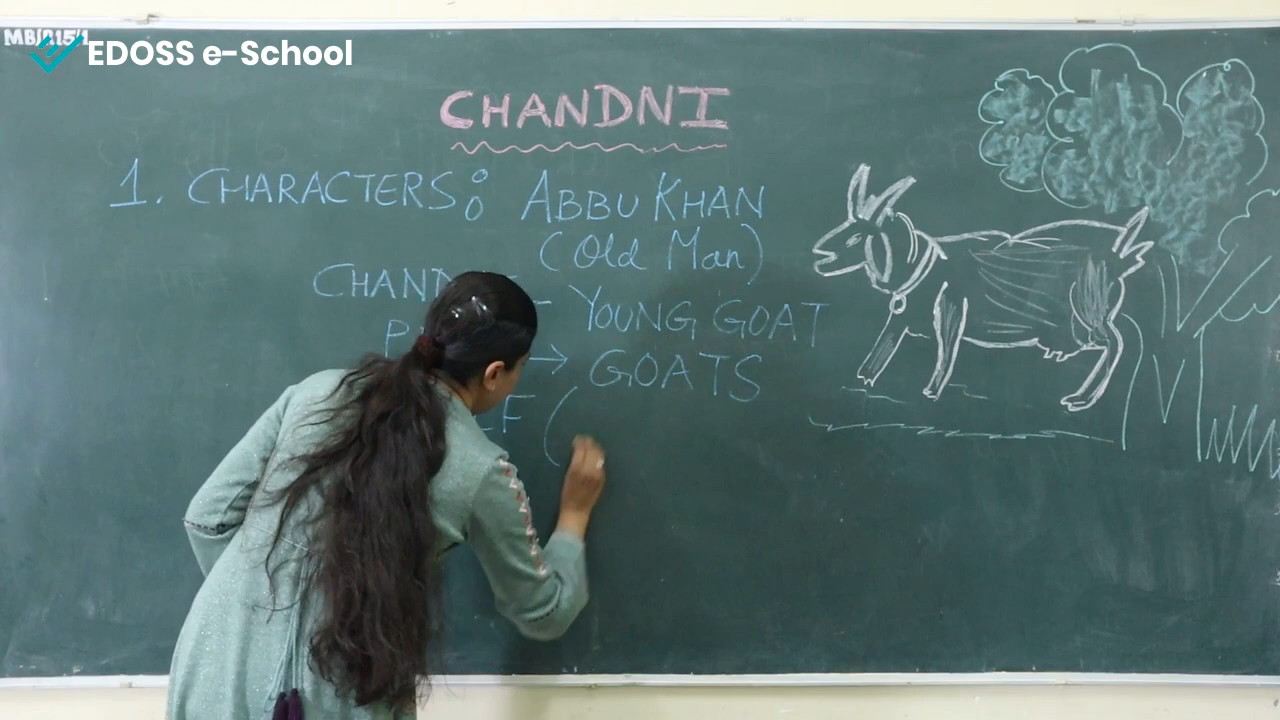 EDOSS e-School
CHANDNI
1. CHARACTERS: ABBU KHAN
(Old Man)
- YOUNG GOAT
→ GOATS
(